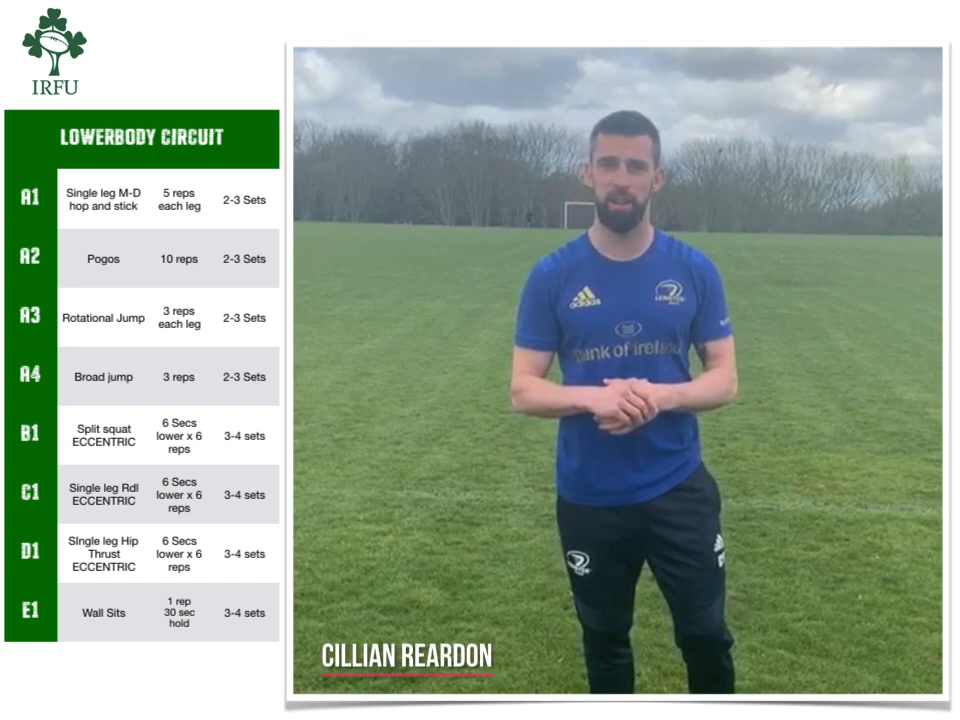 IRFU
LOWERBODY CIRCUIT
A1 Single leg M-D 5 reps 2-3 Sets
hop and stick each leg
A2 Pogos 10 reps 2-3 Sets
A3 Rotational Jump 3 reps 2-3 Sets
each leg
A4 Broad jump 3 reps 2-3 Sets
B1 Split squat 6 Secs 3-4 sets
ECCENTRIC lower x 6
reps
C1 Single leg Rdl 6 Secs 3-4 sets
ECCENTRIC lower x 6
reps
D1 SIngle leg Hip 6 Secs 3-4 sets
Thrust lower x 6
ECCENTRIC reps
E1 Wall Sits 1 rep 3-4 sets
30 sec
hold
adidas
LEINSTER
Bank of Ireland
CILLIAN REARDON